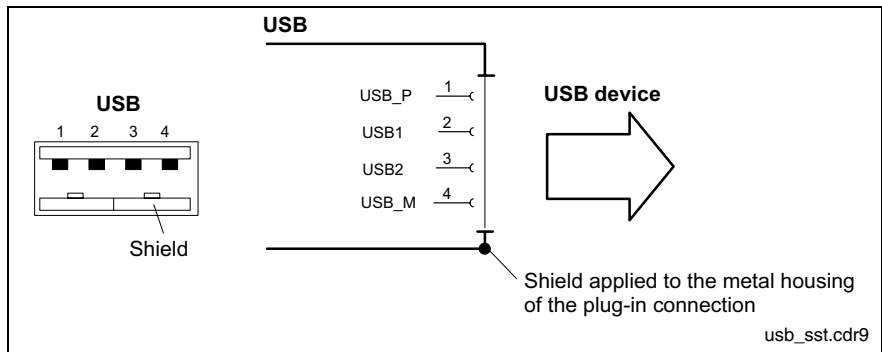 USB
USB
1 2 3 4
Shield
USB_P 1
USB1 2
USB2 3
USB_M 4
USB device
Shield applied to the metal housing
of the plug-in connection
usb_sst.cdr9